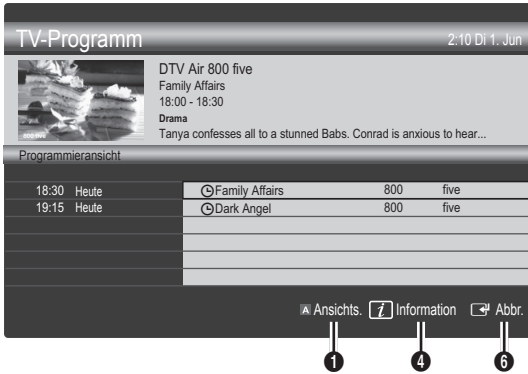 TV-Programm 2:10 Di 1. Jun
DTV Air 800 five
Family Affairs
18:00 - 18:30
Drama
Tanya confesses all to a stunned Babs. Conrad is anxious to hear...
800 five
Programmieransicht
18:30 Heute Family Affairs 800 five
19:15 Heute Dark Angel 800 five
A Ansichts. i Information Abbr.
1 4 6